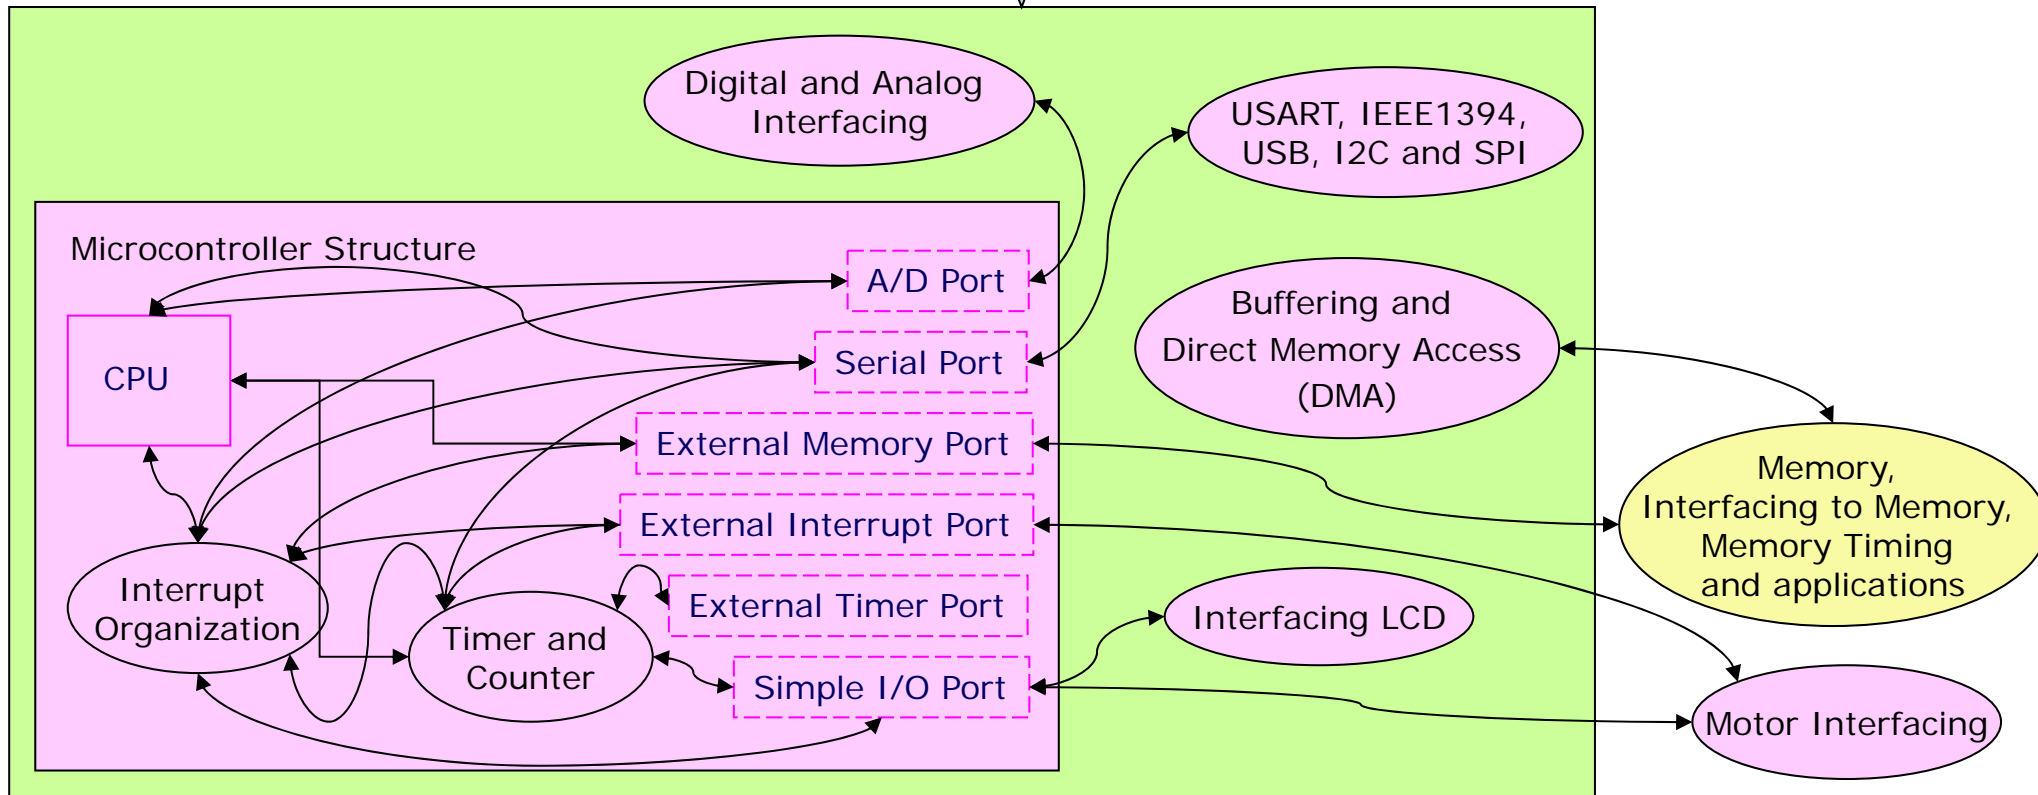 Digital and Analog
Interfacing
USART, IEEE1394,
USB, I2C and SPI
Microcontroller Structure
A/D Port
Buffering and
Direct Memory Access
(DMA)
CPU
Serial Port
External Memory Port
Memory,
Interfacing to Memory,
Memory Timing
and applications
External Interrupt Port
Interrupt
Organization
External Timer Port
Interfacing LCD
Timer and
Counter
Simple I/O Port
Motor Interfacing